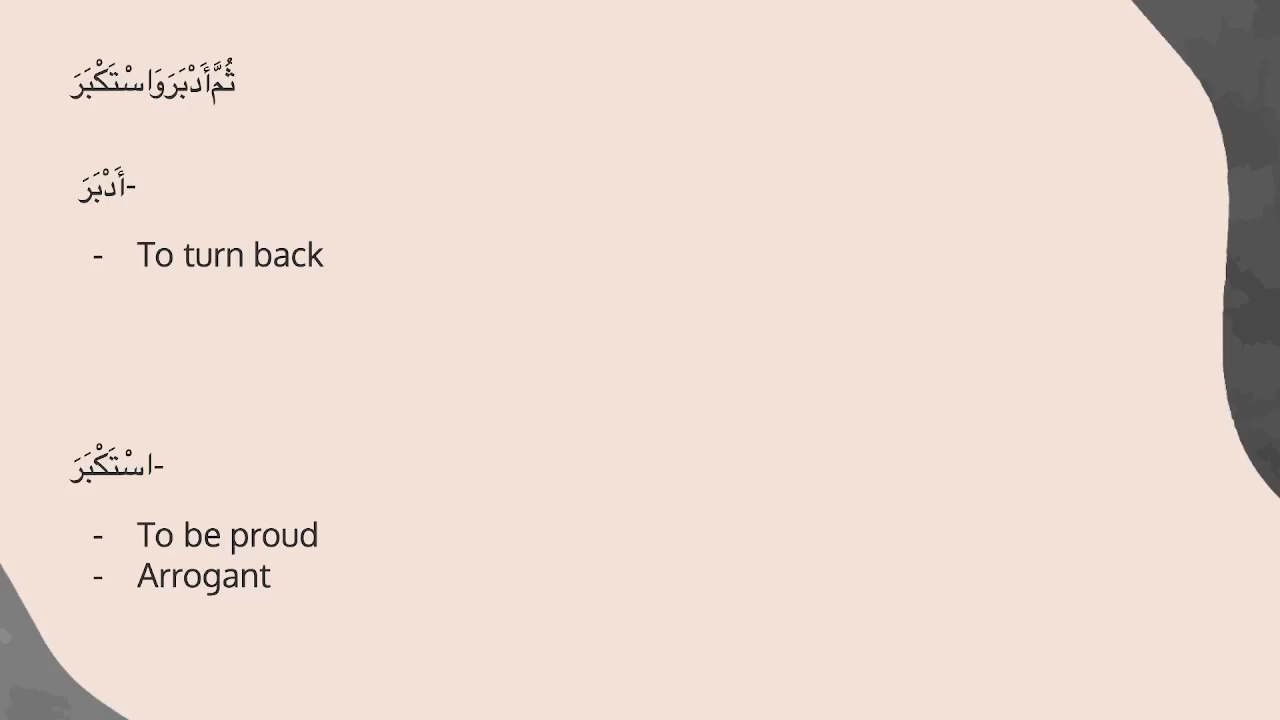 ثُمَّ أَدْبَرَ وَاسْتَكْبَرَ
-أَدْبَرَ
- To turn back
-اسْتَكْبَرَ
- To be proud
- Arrogant